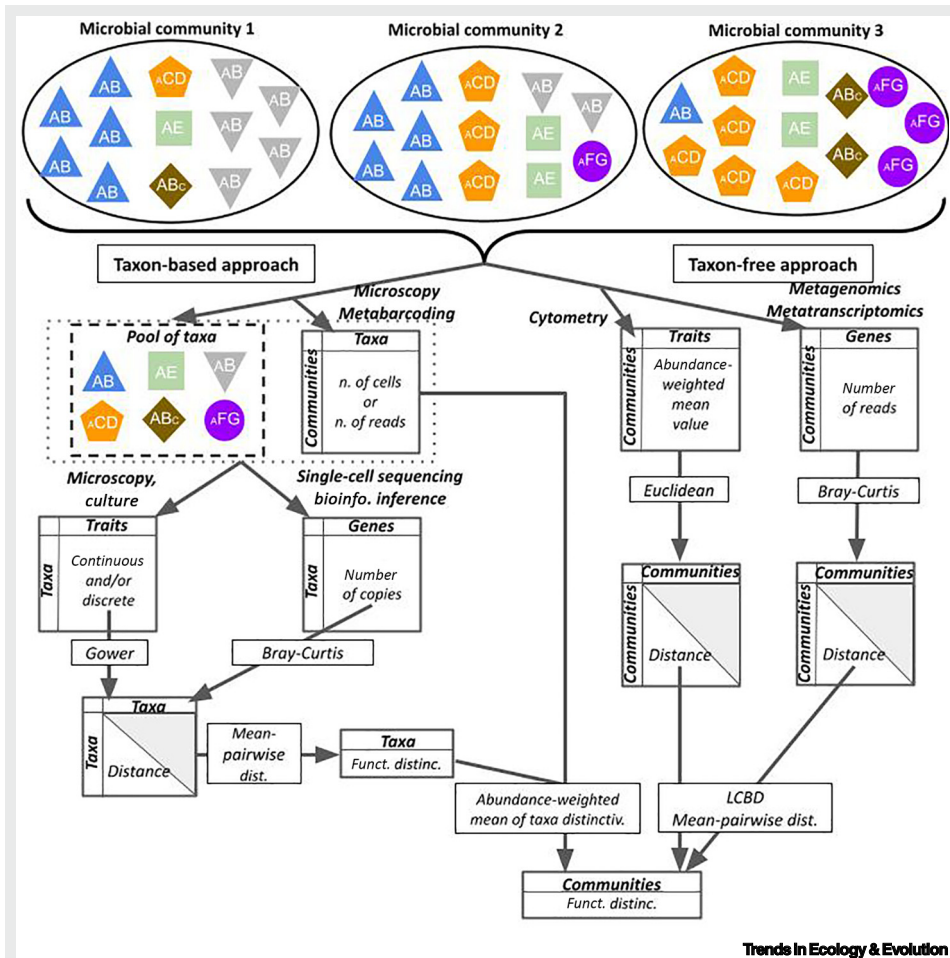 Microbial community 1
Microbial community 2
Microbial community 3
AB
ACD
AB
AB
AB
AB
AE
AB
AB
AB
AB
AB
ABC
AB
AB
ACD
AB
AB
AB
AB
ACD
AE
AB
AFG
AB
AB
ACD
AE
ACD
AE
ABC
AFG
AB
ACD
AE
AFG
ACD
ABC
ACD
ACD
AFG
Taxon-based approach
Taxon-free approach
Microscopy
Metabarcoding
Cytometry
Metagenomics
Metatranscriptomics
Pool of taxa
AB
AE
AB
ACD
ABC
AFG
Taxa
Communities
n. of cells
or
n. of reads
Traits
Communities
Abundance-
weighted
mean
value
Genes
Communities
Number
of reads
Microscopy,
culture
Single-cell sequencing
bioinfo. inference
Euclidean
Bray-Curtis
Traits
Taxa
Continuous
and/or
discrete
Genes
Taxa
Number
of copies
Communities
Communities
Distance
Communities
Communities
Distance
Gower
Bray-Curtis
Taxa
Taxa
Distance
Mean-
pairwise
dist.
Taxa
Funct. distinc.
Abundance-weighted
mean of taxa distinctiv.
LCBD
Mean-pairwise dist.
Communities
Funct. distinc.
Trends in Ecology & Evolution